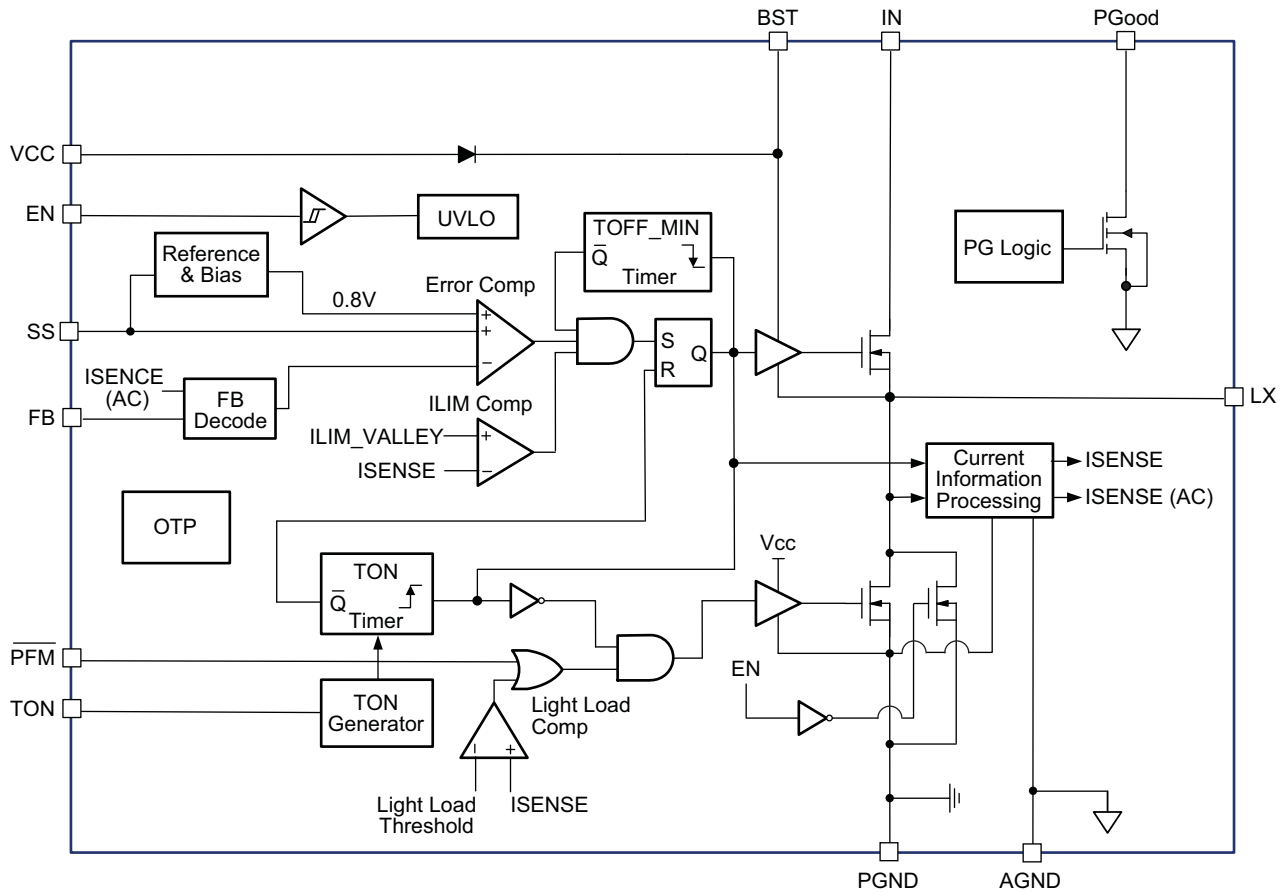 BST
IN
PGood
VCC
EN
UVLO
TOFF_MIN
Q̅
Timer
PG Logic
Reference
& Bias
0.8V
Error Comp
+
+
−
SS
S
R
Q
ISENCE
(AC)
FB
FB
Decode
ILIM Comp
ILIM_VALLEY
+
ISENSE
−
LX
Current
Information
Processing
ISENSE
ISENSE (AC)
OTP
Vcc
TON
Q̅
Timer
P̅F̅M̅
TON
TON
Generator
Light Load
Comp
EN
−
+
Light Load
Threshold
ISENSE
PGND
AGND